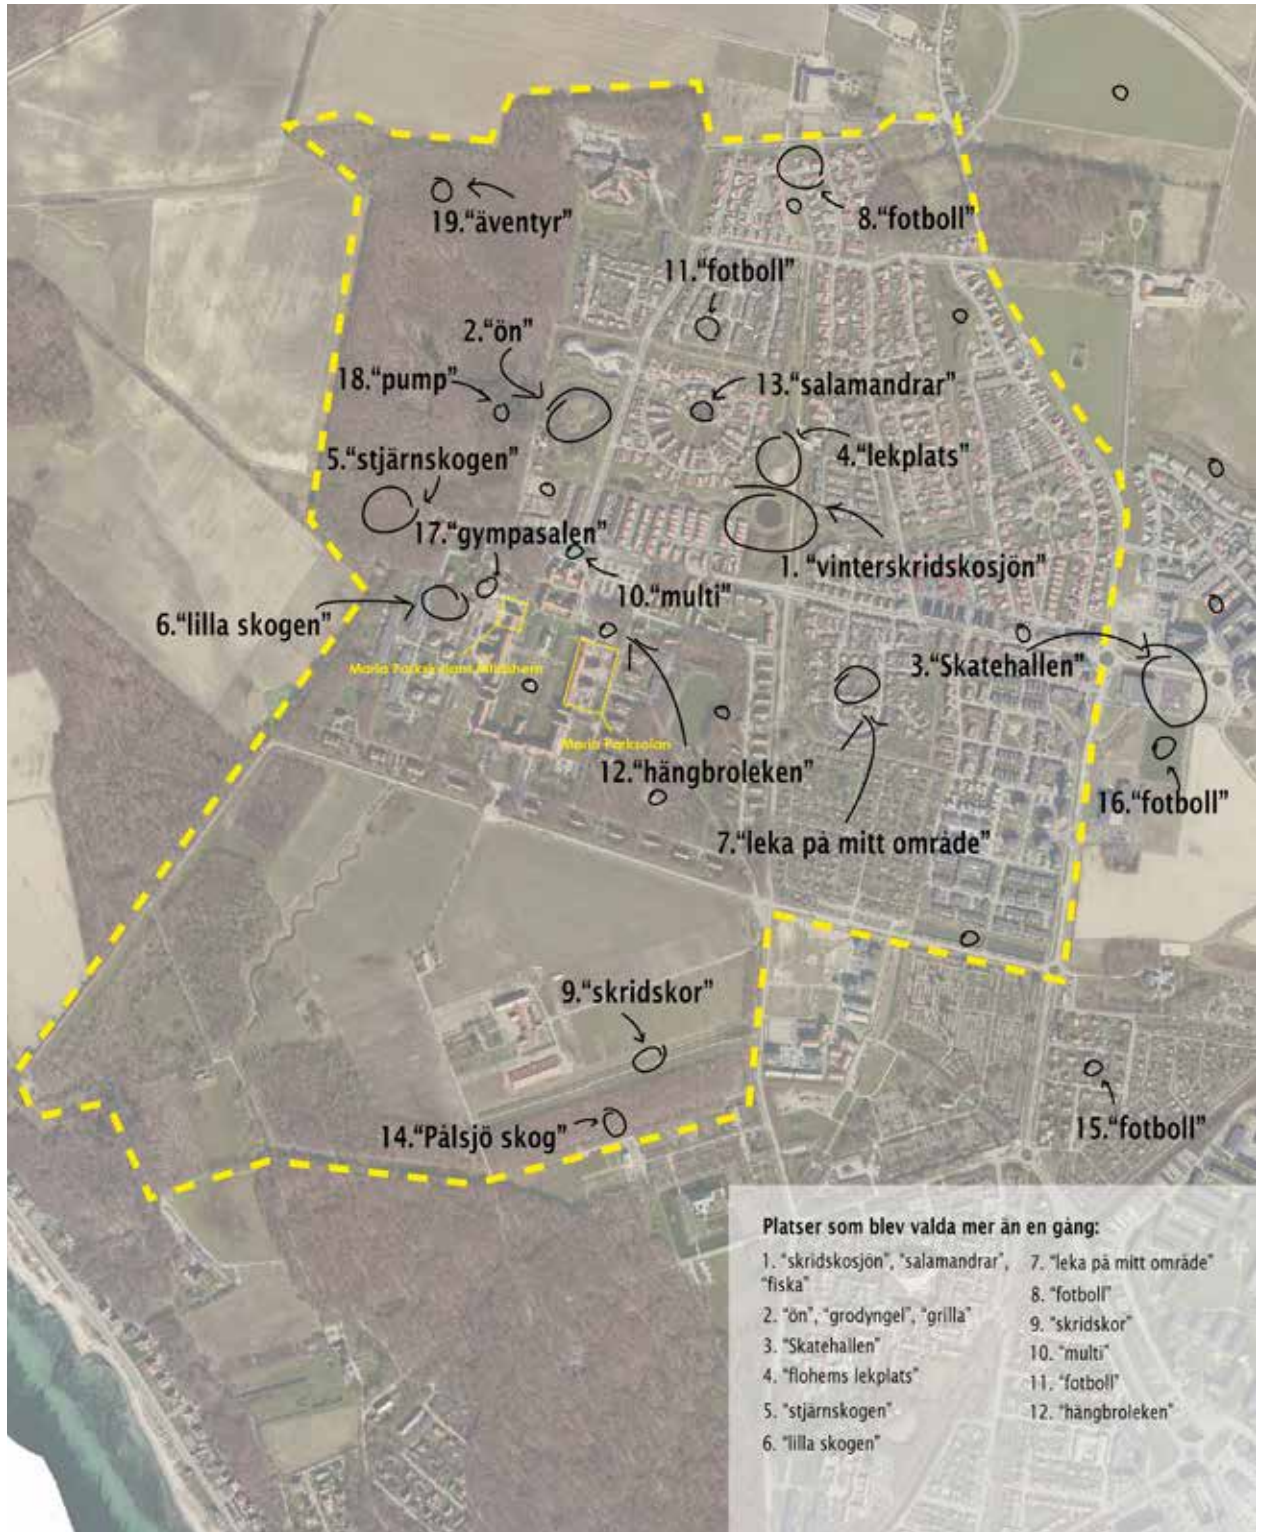 19.“äventyr”
8.“fotboll”
11.“fotboll”
2.“ön”
18.“pump”
13.“salamandrar”
4.“lekplats”
5.“stjärnskogen”
17.“gympasalen”
1. “vinterskridskosjön”
10.“multi”
6.“lilla skogen”
3.“Skatehallen”
Maria Parkskolans
Maria Parkskolan
12.“hängbroleken”
16.“fotboll”
7.“leka på mitt område”
9.“skridskor”
14.“Pålsjö skog”
15.“fotboll”
Platser som blev valda mer än en gång:
1. “skridskosjön”, “salamandrar”,
“fiska”
2. “ön”, “grodyngel”, “grilla”
3. “Skatehallen”
4. “flohems lekplats”
5. “stjärnskogen”
6. “lilla skogen”
7. “leka på mitt område”
8. “fotboll”
9. “skridskor”
10. “multi”
11. “fotboll”
12. “hängbroleken”